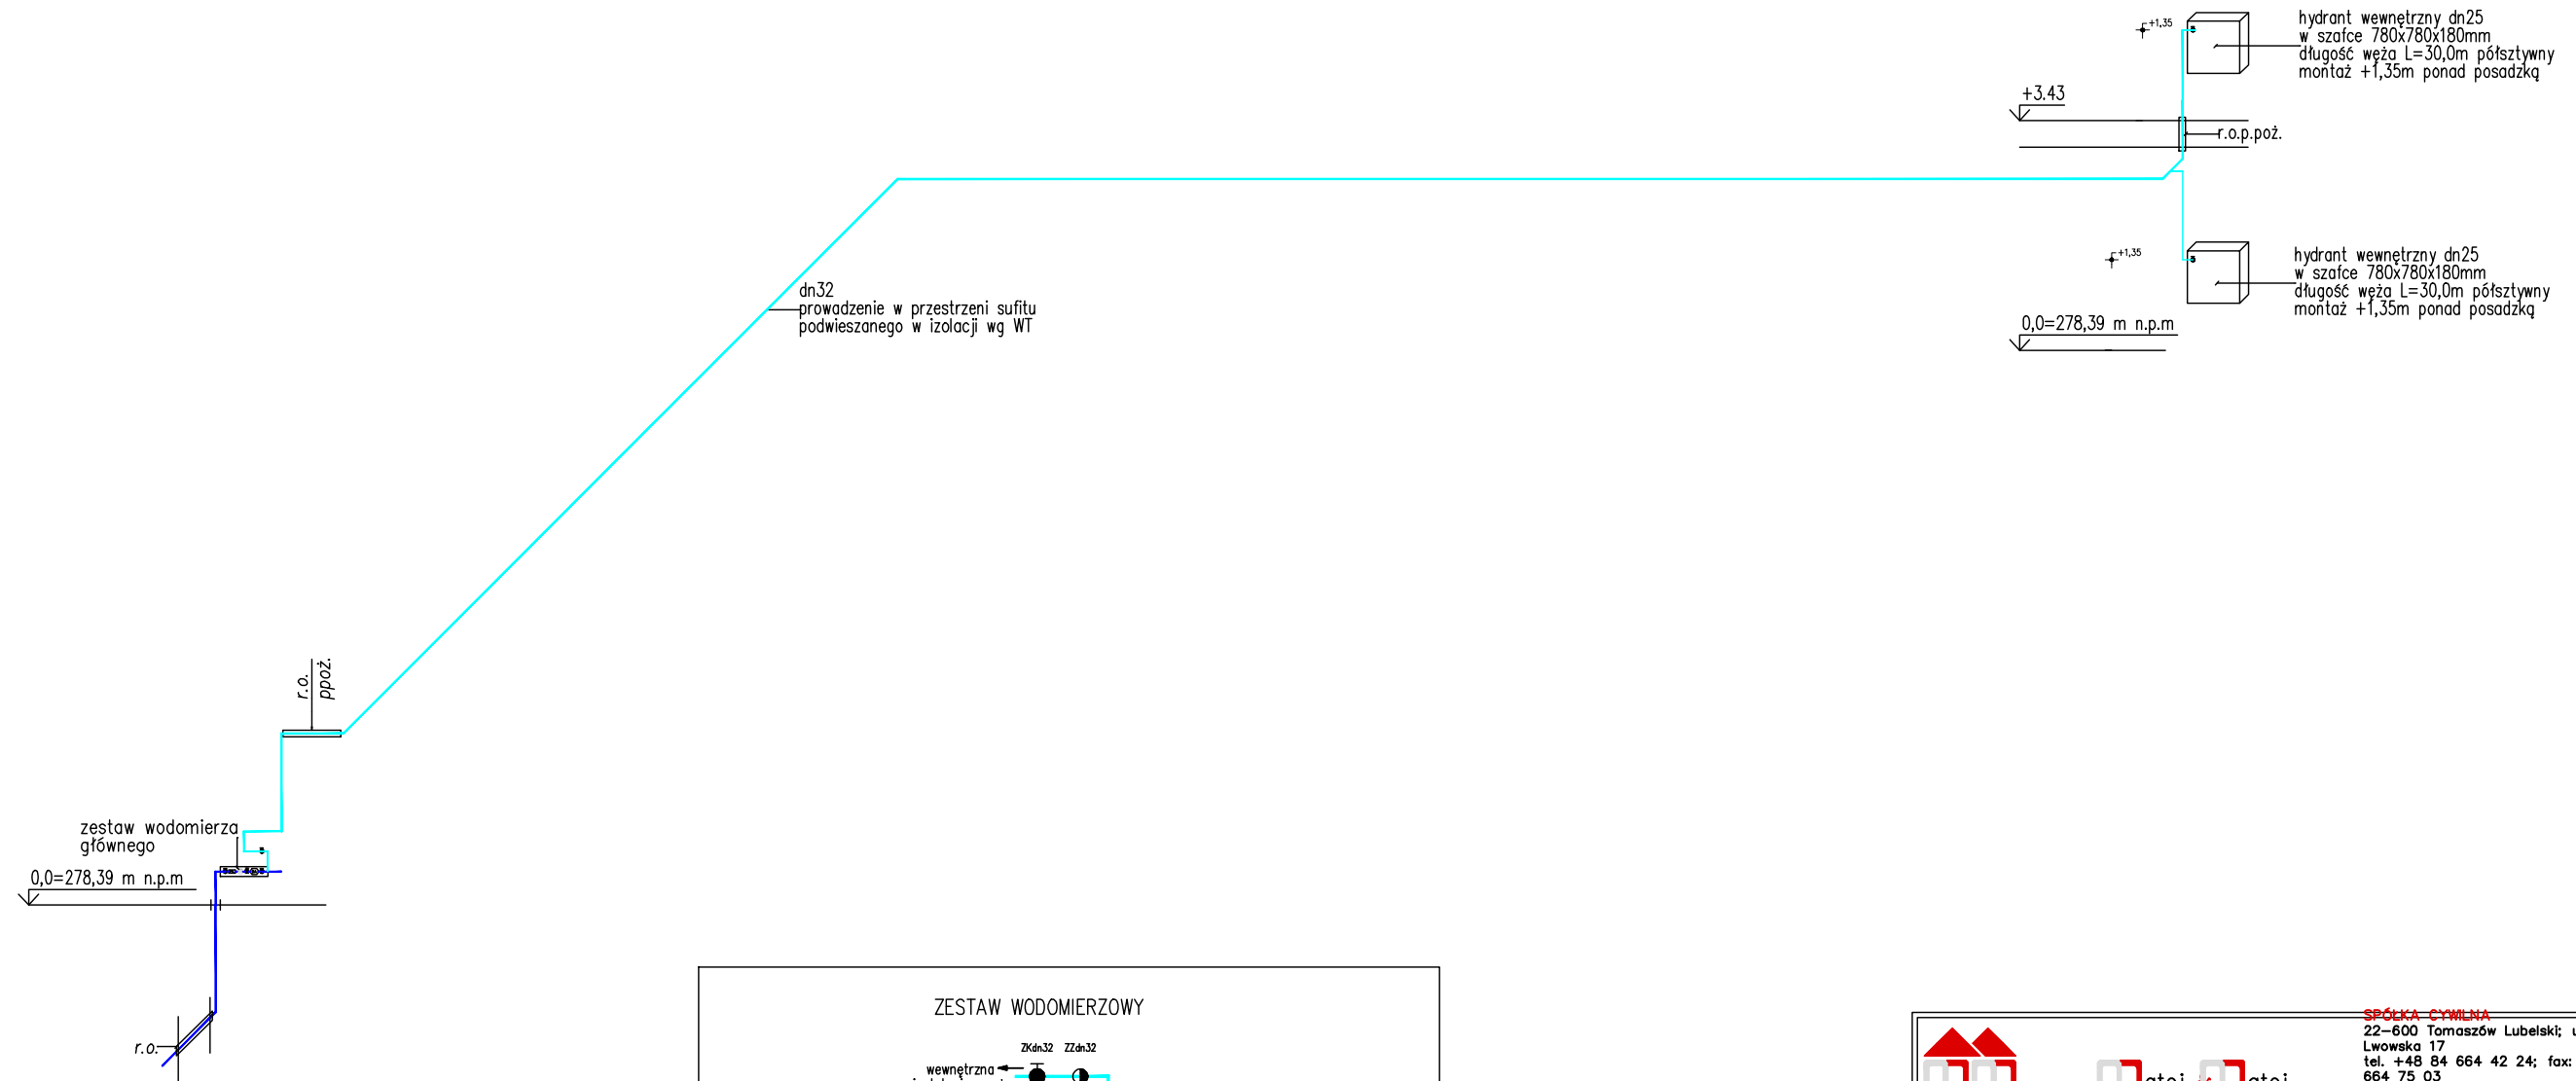 +1,35
hydrant wewnętrzny dn25
w szafce 780x780x180mm
długość węża L=30,0m półsztywny
montaż +1,35m ponad posadzką
+3.43
r.o.p.poż.
+1,35
hydrant wewnętrzny dn25
w szafce 780x780x180mm
długość węża L=30,0m półsztywny
montaż +1,35m ponad posadzką
0,0=278,39 m n.p.m
dn32
prowadzenie w przestrzeni sufitu
podwieszanego w izolacji wg WT
r.o.
ppoż.
zestaw wodomierza
głównego
0,0=278,39 m n.p.m
r.o.
ZESTAW WODOMIERZOWY
ZKdn32 ZZdn32
wewnętrzna
SPÓŁKA CYWILNA
22-600 Tomaszów Lubelski; u
Lwowska 17
tel. +48 84 664 42 24; fax:
664 75 03